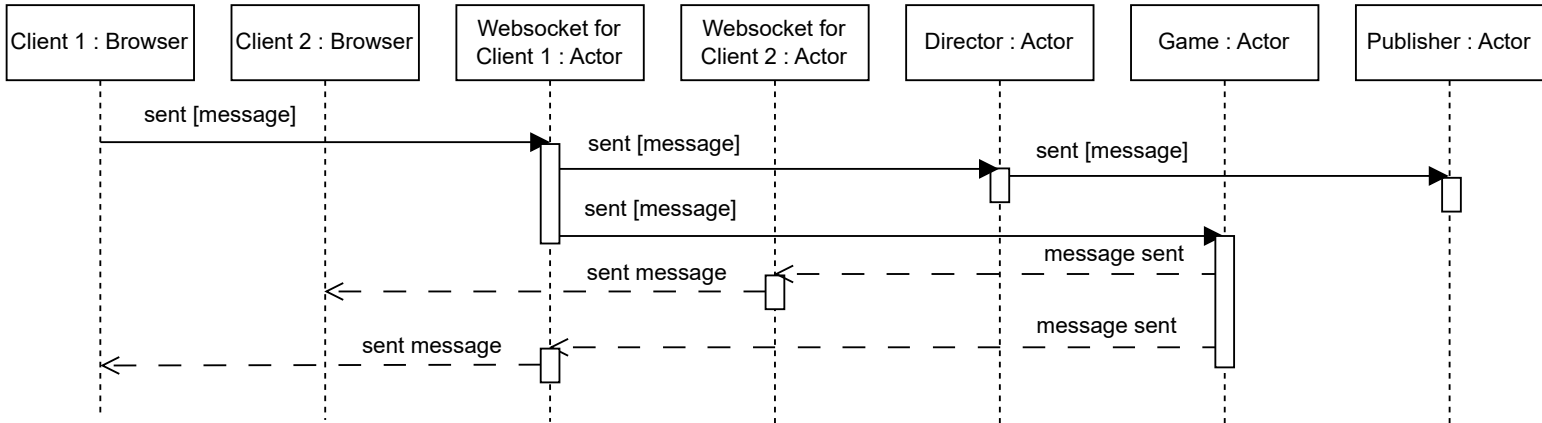 Client 1 : Browser
Client 2 : Browser
Websocket for
Client 1 : Actor
Websocket for
Client 2 : Actor
Director : Actor
Game : Actor
Publisher : Actor
sent [message]
sent [message]
sent [message]
sent [message]
message sent
sent message
message sent
sent message